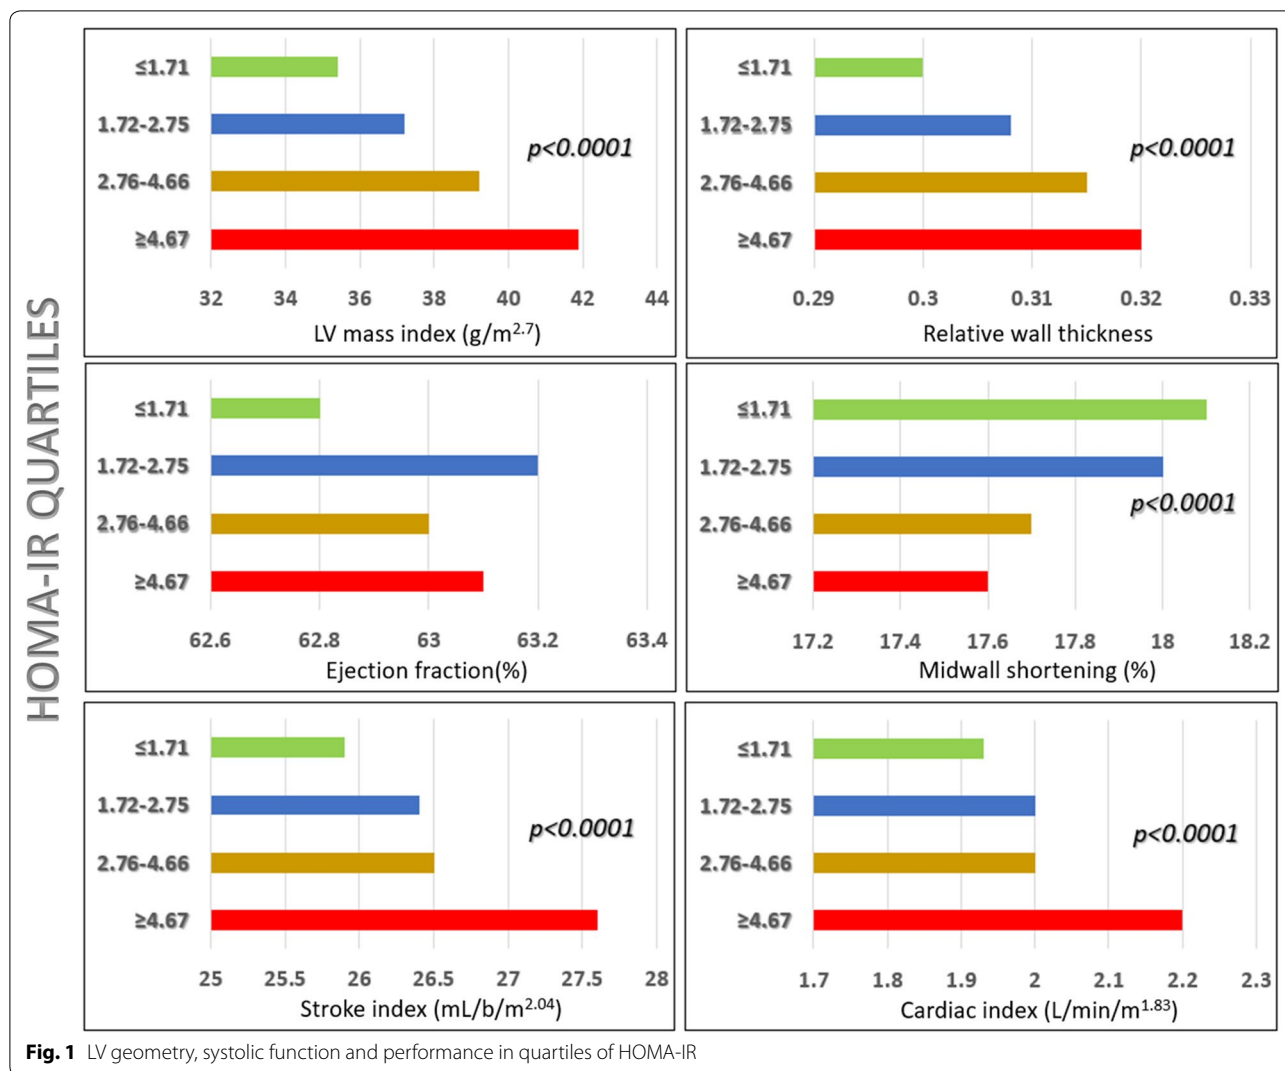 HOMA-IR QUARTILES
≤1.71
1.72-2.75
2.76-4.66
≥4.67
p<0.0001
32 34 36 38 40 42 44
LV mass index (g/m2.7)
≤1.71
1.72-2.75
2.76-4.66
≥4.67
p<0.0001
0.29 0.3 0.31 0.32 0.33
Relative wall thickness
≤1.71
1.72-2.75
2.76-4.66
≥4.67
62.6 62.8 63 63.2 63.4
Ejection fraction(%)
≤1.71
1.72-2.75
2.76-4.66
≥4.67
p<0.0001
17.2 17.4 17.6 17.8 18 18.2
Midwall shortening (%)
≤1.71
1.72-2.75
2.76-4.66
≥4.67
p<0.0001
25 25.5 26 26.5 27 27.5 28
Stroke index (mL/b/m2.04)
≤1.71
1.72-2.75
2.76-4.66
≥4.67
p<0.0001
1.7 1.8 1.9 2 2.1 2.2 2.3
Cardiac index (L/min/m1.83)
Fig. 1 LV geometry, systolic function and performance in quartiles of HOMA-IR